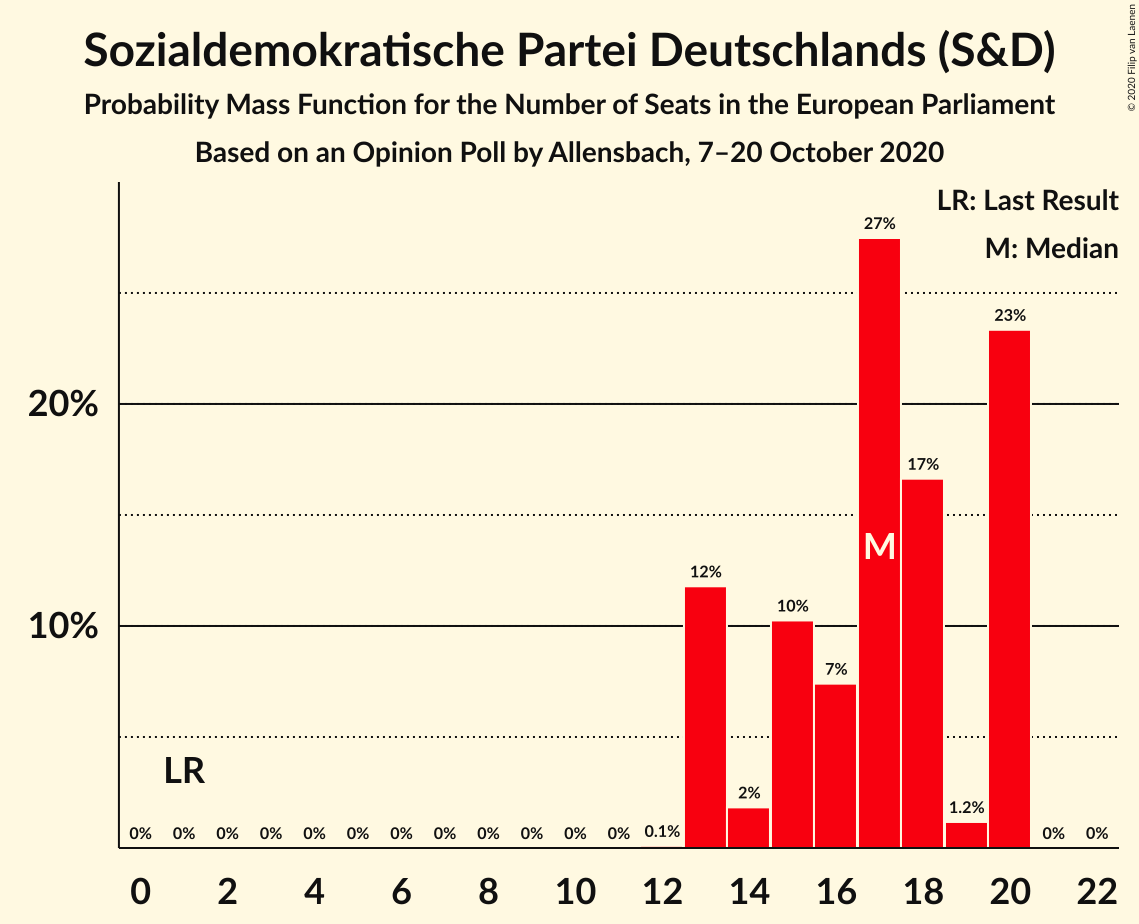 Sozialdemokratische Partei Deutschlands (S&D)
Probability Mass Function for the Number of Seats in the European Parliament
Based on an Opinion Poll by Allensbach, 7–20 October 2020
© 2020 Filip van Laenen
LR: Last Result
M: Median
27%
23%
20%
17%
M
12%
10%
10%
7%
LR
2%
1.2%
0% 0% 0% 0% 0% 0% 0% 0% 0% 0% 0% 0% 0.1% 0% 0%
0 2 4 6 8 10 12 14 16 18 20 22